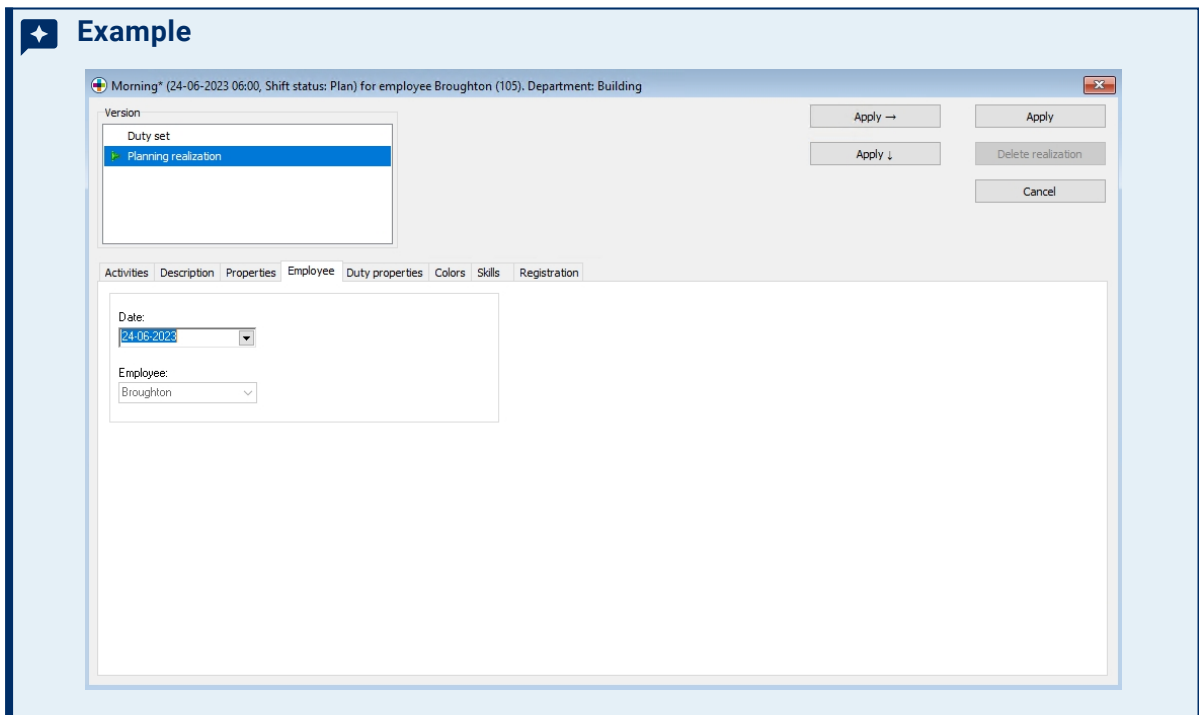 Example
Morning* (24-06-2023 06:00, Shift status: Plan) for employee Broughton (105). Department: Building
Version
Duty set
Planning realization
Apply →
Apply
Apply ↓
Delete realization
Cancel
Activities Description Properties Employee Duty properties Colors Skills Registration
Date:
24-06-2023
Employee:
Broughton